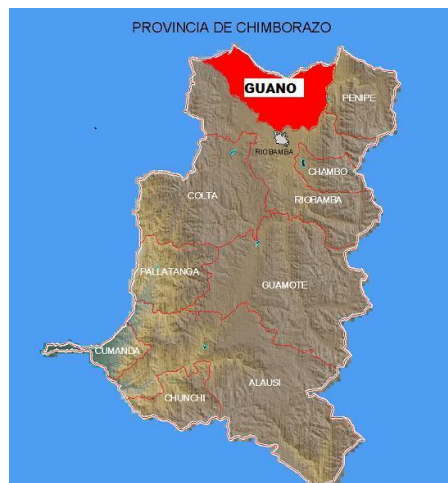 PROVINCIA DE CHIMBORAZO
GUANO
PENIPE
RIOBAMBA
CHAMBO
COLTA
RIOBAMBA
PALLATANGA
GUAMOTE
CUMANDA
ALAUSI
CHUNCHI